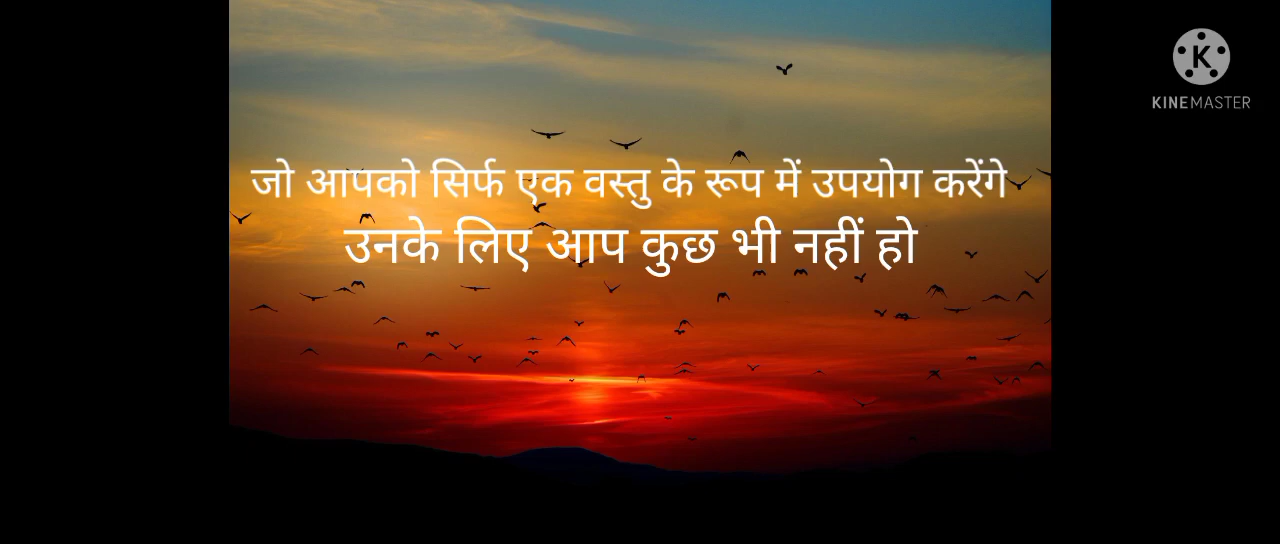 जो आपको सिर्फ एक वस्तु के रूप में उपयोग करेंगे
उनके लिए आप कुछ भी नहीं हो
K
KINEMASTER